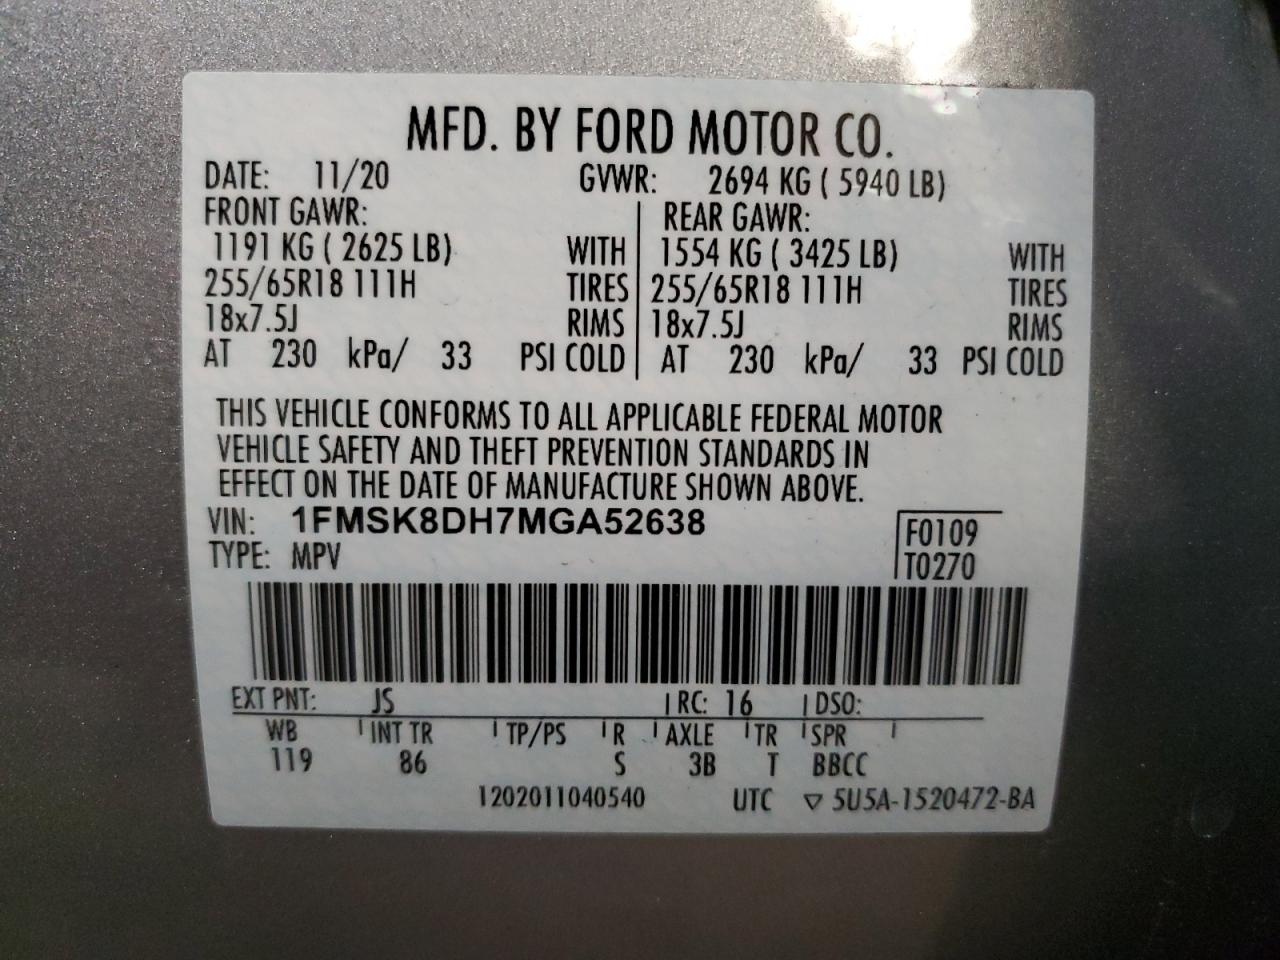 MFD. BY FORD MOTOR CO.
DATE: 11/20 GVWR: 2694 KG ( 5940 LB)
FRONT GAWR: REAR GAWR:
1191 KG ( 2625 LB) WITH 1554 KG ( 3425 LB) WITH
255/65R18 111H TIRES 255/65R18 111H TIRES
18x7.5J RIMS 18x7.5J RIMS
AT 230 kPa/ 33 PSI COLD AT 230 kPa/ 33 PSI COLD
THIS VEHICLE CONFORMS TO ALL APPLICABLE FEDERAL MOTOR
VEHICLE SAFETY AND THEFT PREVENTION STANDARDS IN
EFFECT ON THE DATE OF MANUFACTURE SHOWN ABOVE.
VIN: 1FMSK8DH7MGA52638 F0109
TYPE: MPV T0270
EXT PNT: JS RC: 16 DSO:
WB INT TR TP/PS R AXLE TR SPR
119 86 S 3B T BBCC
1202011040540 UTC ▽ 5U5A-1520472-BA